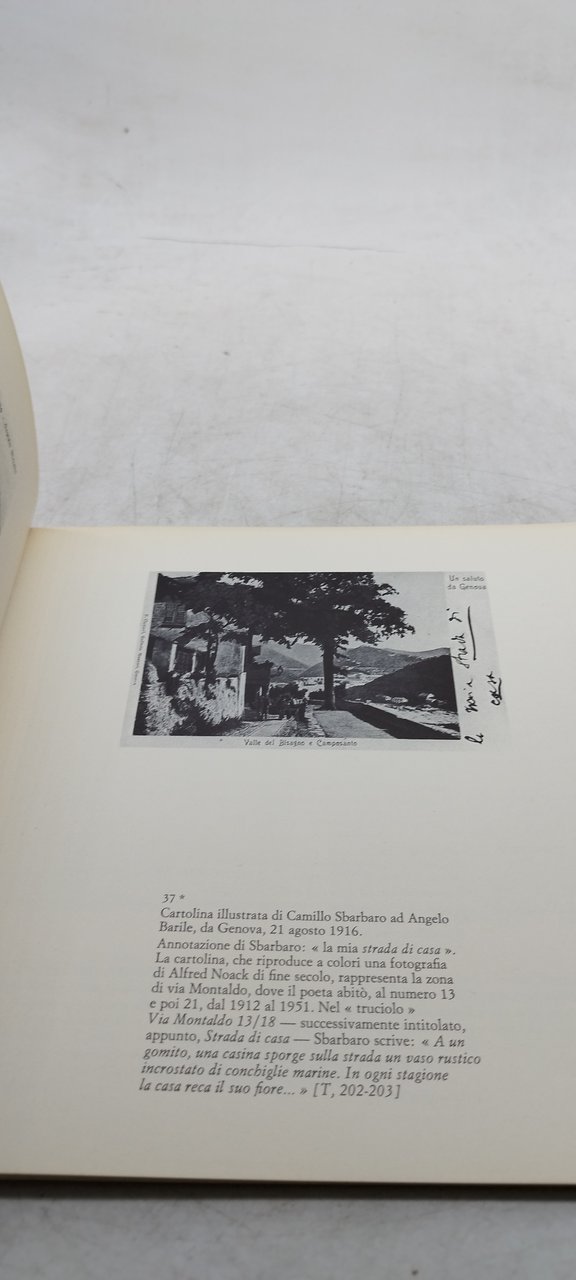 Un saluto
da Genova
la mia strada di
casa
Valle del Bisagno e Camposanto
37 *
Cartolina illustrata di Camillo Sbarbaro ad Angelo
Barile, da Genova, 21 agosto 1916.
Annotazione di Sbarbaro: « la mia strada di casa ».
La cartolina, che riproduce a colori una fotografia
di Alfred Noack di fine secolo, rappresenta la zona
di via Montaldo, dove il poeta abitò, al numero 13
e poi 21, dal 1912 al 1951. Nel « truciolo »
Via Montaldo 13/18 — successivamente intitolato,
appunto, Strada di casa — Sbarbaro scrive: « A un
gomito, una casina sporge sulla strada un vaso rustico
incrostato di conchiglie marine. In ogni stagione
la casa reca il suo fiore... » [T, 202-203]